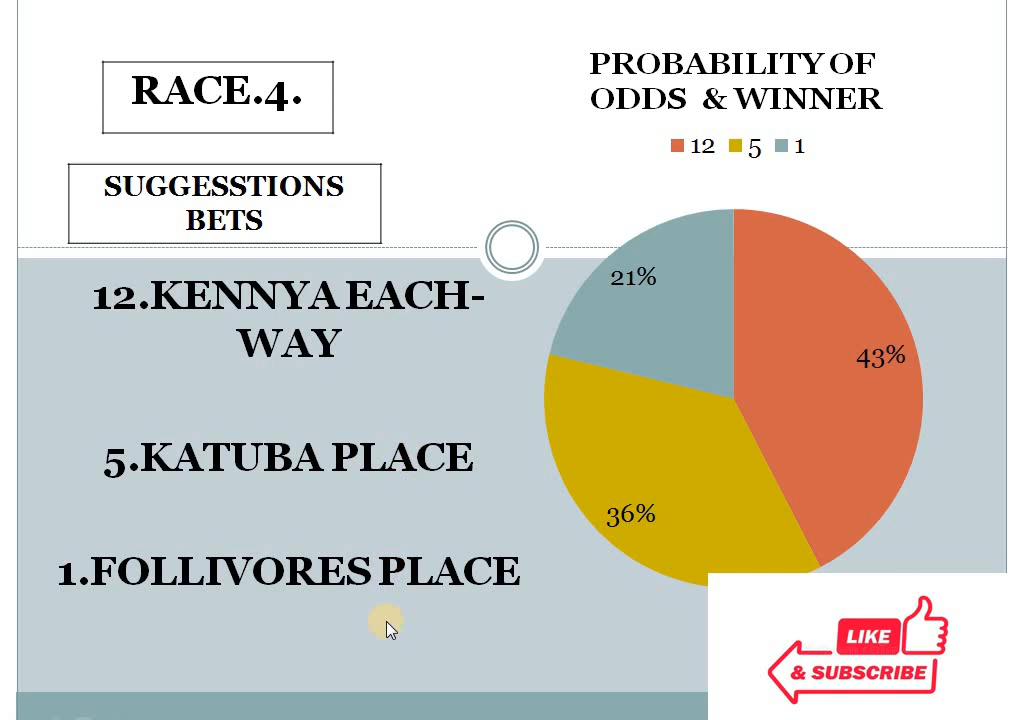 RACE.4.
SUGGESSTIONS
BETS
12.KENNYA EACH-
WAY
5.KATUBA PLACE
1.FOLLIVORES PLACE
PROBABILITY OF
ODDS & WINNER
12 5 1
21%
43%
36%
LIKE
& SUBSCRIBE